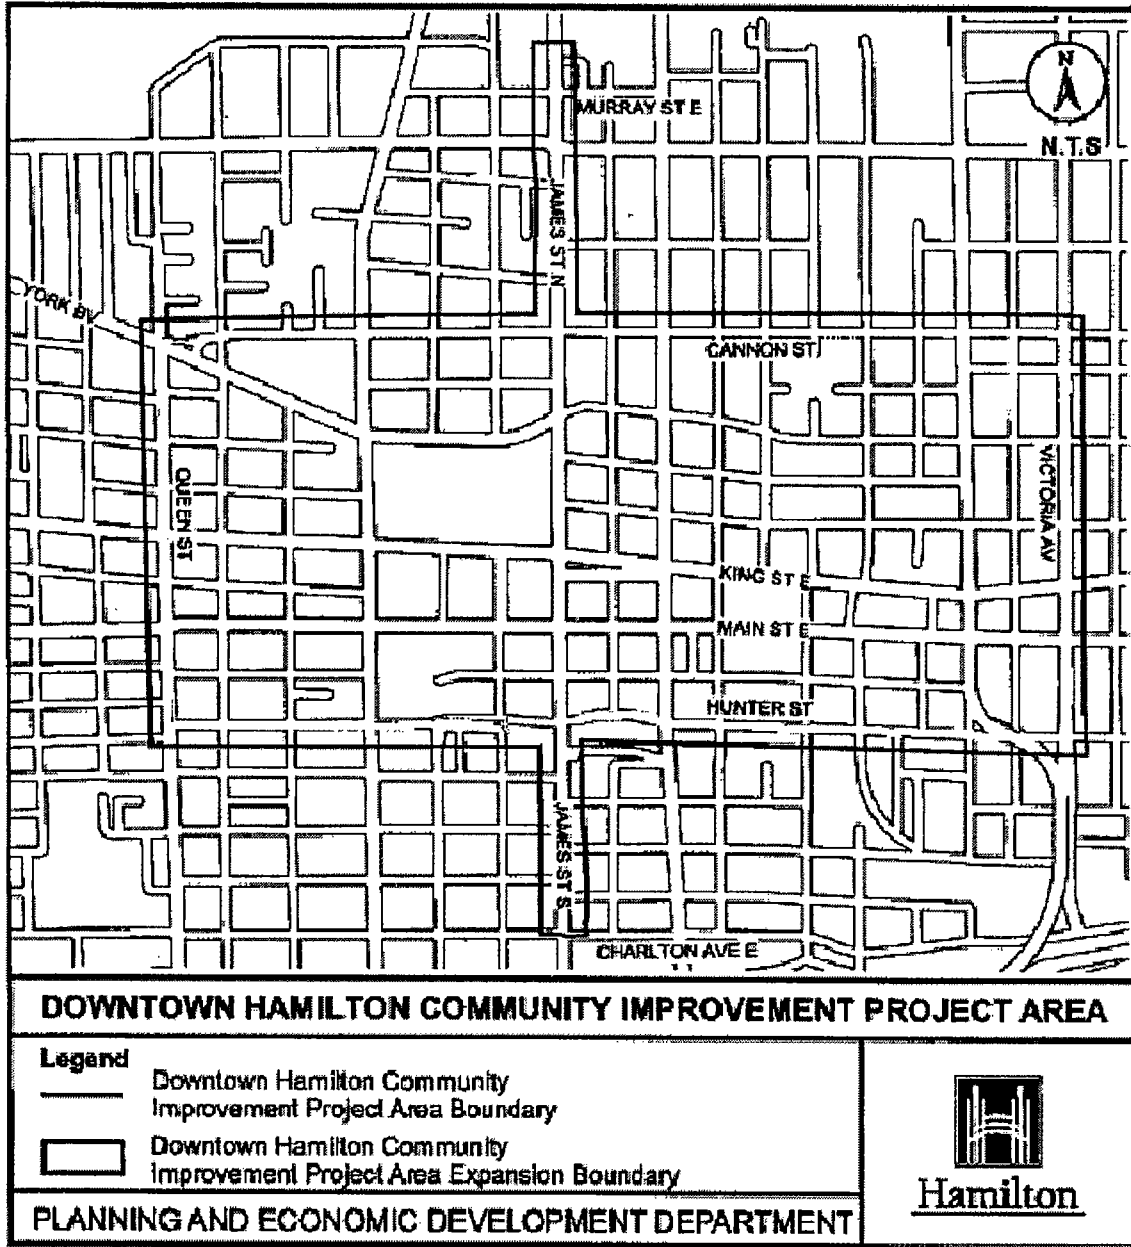 N
N.T.S
MURRAY ST E
JAMES ST N
YORK BV
CANNON ST
QUEEN ST
VICTORIA AV
KING ST E
MAIN ST E
HUNTER ST
JAMES ST S
CHARLTON AVE E
DOWNTOWN HAMILTON COMMUNITY IMPROVEMENT PROJECT AREA
Legend
Downtown Hamilton Community
Improvement Project Area Boundary
Downtown Hamilton Community
Improvement Project Area Expansion Boundary
Hamilton
PLANNING AND ECONOMIC DEVELOPMENT DEPARTMENT